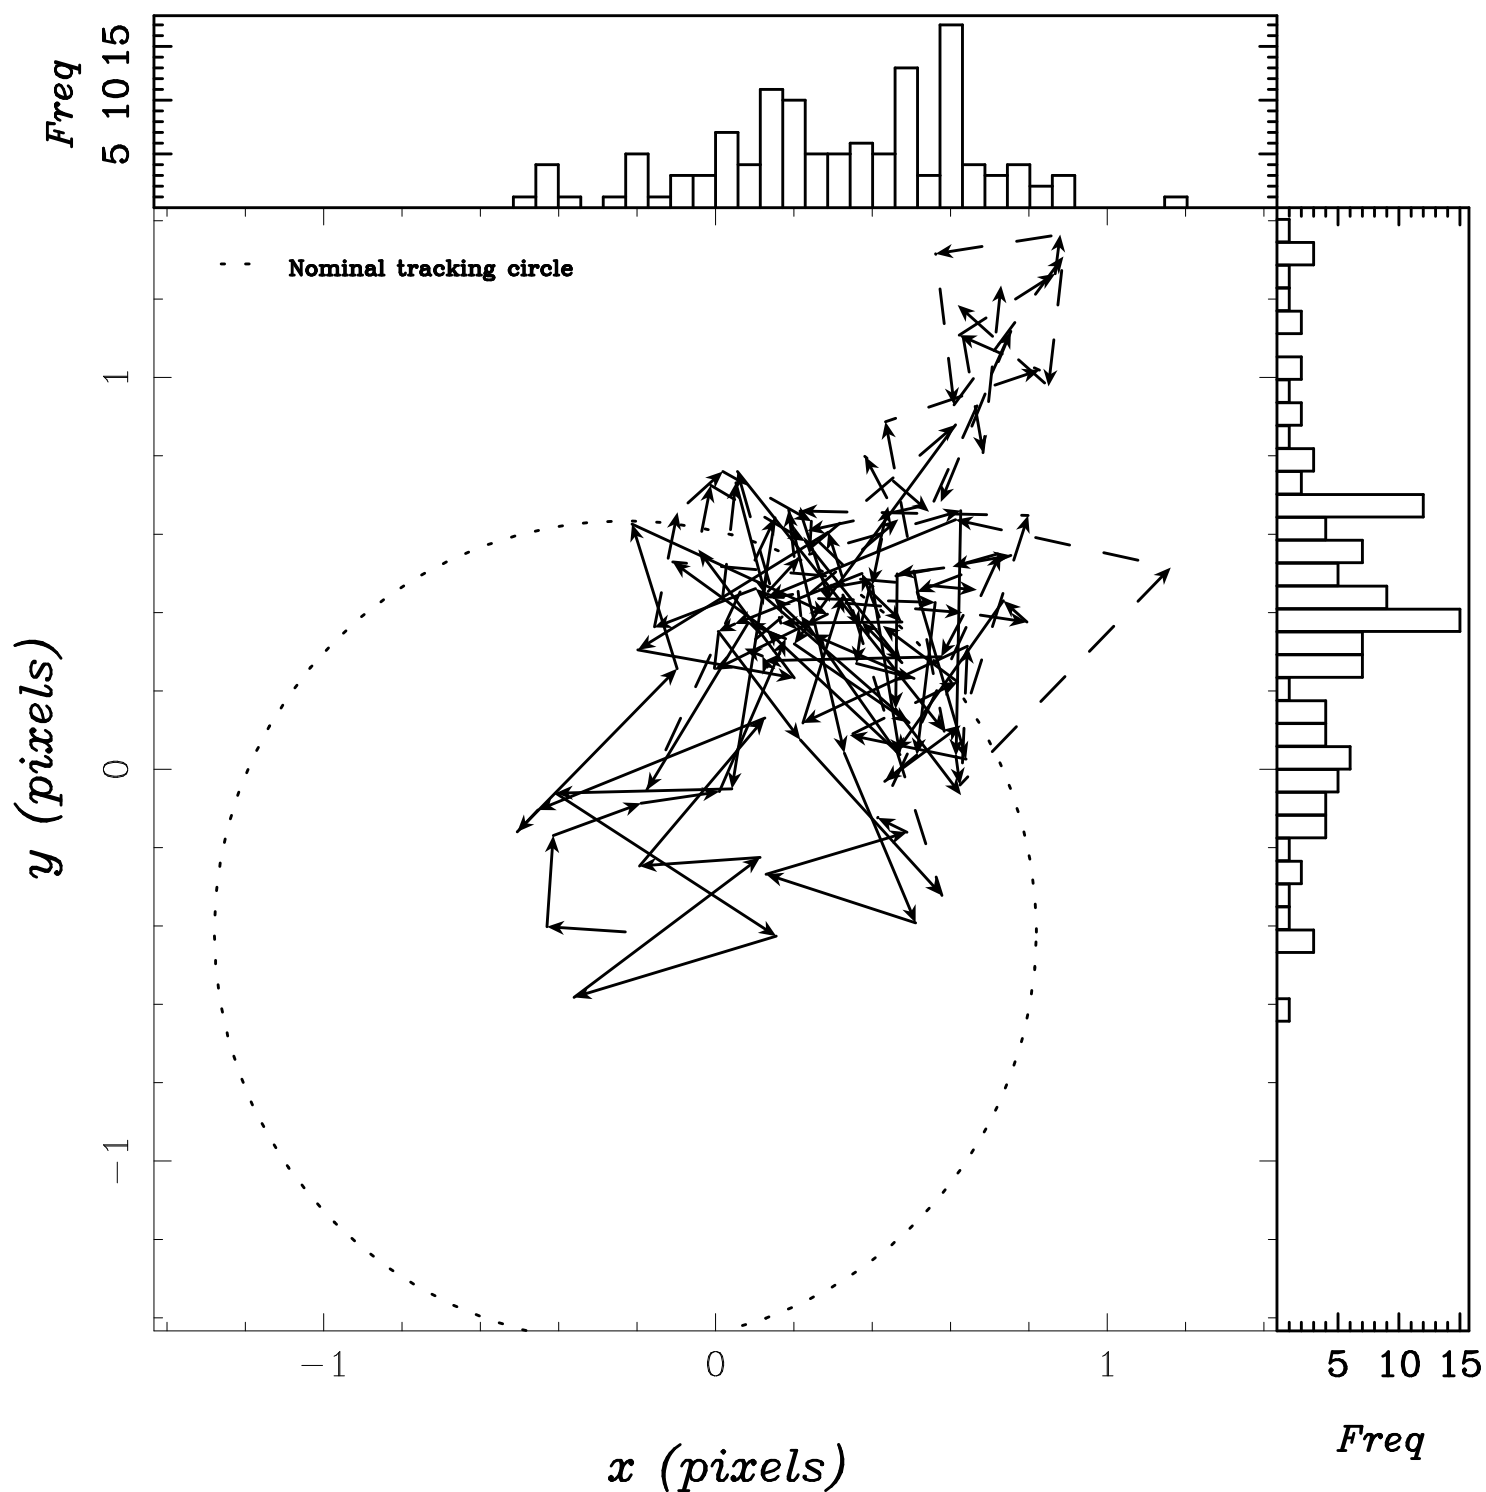 Freq
5 10 15
Nominal tracking circle
1
0
−1
y (pixels)
−1 0 1
5 10 15
x (pixels)
Freq